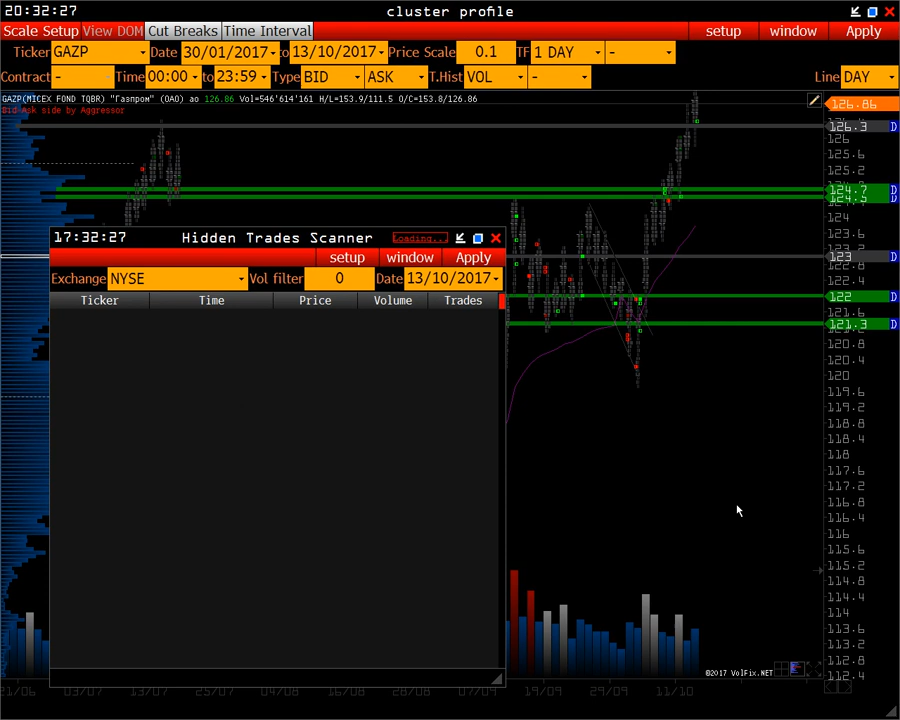 20:32:27 cluster profile
Scale Setup View DOM Cut Breaks Time Interval setup window Apply
Ticker GAZP Date 30/01/2017 to 13/10/2017 Price Scale 0.1 TF 1 DAY -
Contract - Time 00:00 to 23:59 Type BID ASK T.Hist VOL - Line DAY
GAZP(MICEX FOND TQBR) "Газпром" (ОАО) ао 126.86 Vol=546'614'161 H/L=153.9/111.5 O/C=153.8/126.86
Bid Ask side by Aggressor
126.86
126.3 D
126
125.6
125.2
124.7 D
124.5 D
124
123.6
123 D
122.8
122.4
122 D
121.6
121.3 D
120.8
120.4
120
119.6
119.2
118.8
118.4
118
117.6
117.2
116.8
116.4
116
115.6
115.2
114.8
114.4
114
113.6
113.2
112.8
112.4
17:32:27 Hidden Trades Scanner Loading...
setup window Apply
Exchange NYSE Vol filter 0 Date 13/10/2017
Ticker Time Price Volume Trades
©2017 VolFix.NET
21/06 03/07 13/07 25/07 04/08 16/08 28/08 07/09 19/09 29/09 11/10